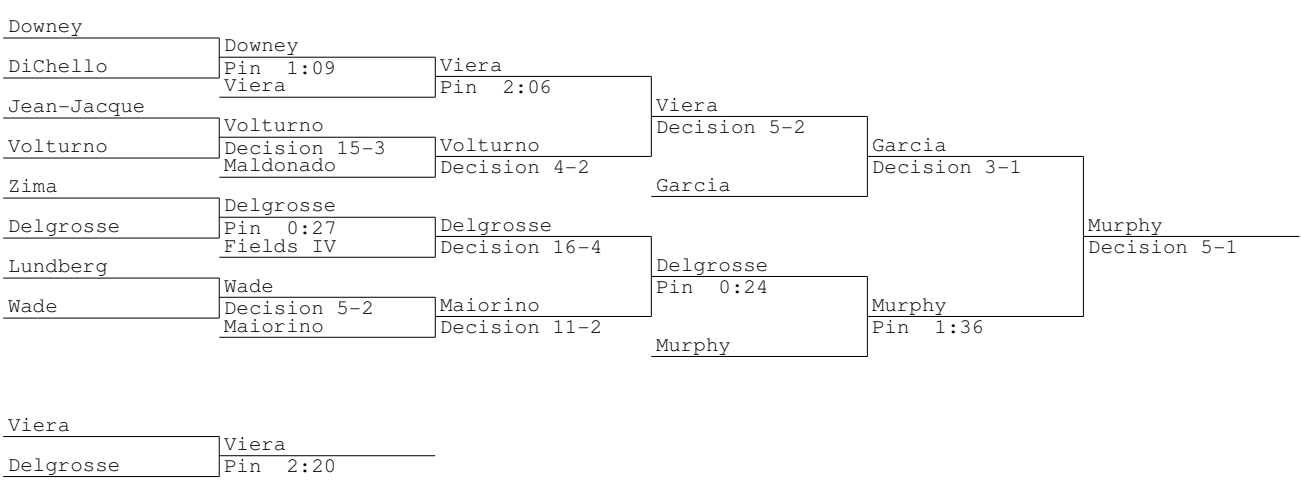 Downey
Downey
DiChello
Pin 1:09
Viera
Viera
Pin 2:06
Jean-Jacque
Viera
Volturno
Decision 5-2
Volturno
Decision 15-3
Volturno
Garcia
Maldonado
Decision 4-2
Decision 3-1
Zima
Garcia
Delgrosse
Delgrosse
Pin 0:27
Delgrosse
Murphy
Fields IV
Decision 16-4
Decision 5-1
Lundberg
Delgrosse
Wade
Pin 0:24
Wade
Decision 5-2
Maiorino
Murphy
Maiorino
Decision 11-2
Pin 1:36
Murphy
Viera
Viera
Delgrosse
Pin 2:20